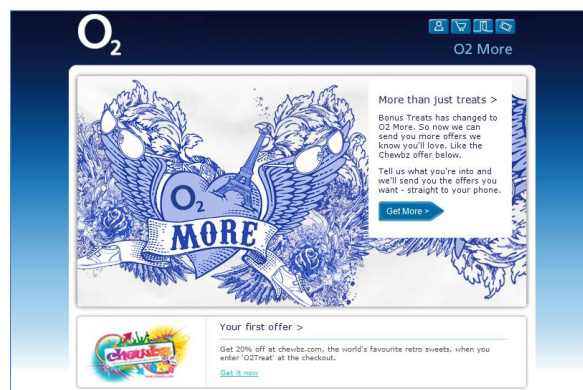 O2
O2 More
More than just treats >
Bonus Treats has changed to
O2 More. So now we can
send you more offers we
know you'll love. Like the
Chewbz offer below.
Tell us what you're into and
we'll send you the offers you
want - straight to your phone.
Get More >
O2
MORE
chewbz
www.chewbz.com
Your first offer >
Get 20% off at chewbz.com, the world's favourite retro sweets, when you
enter 'O2Treat' at the checkout.
Get it now